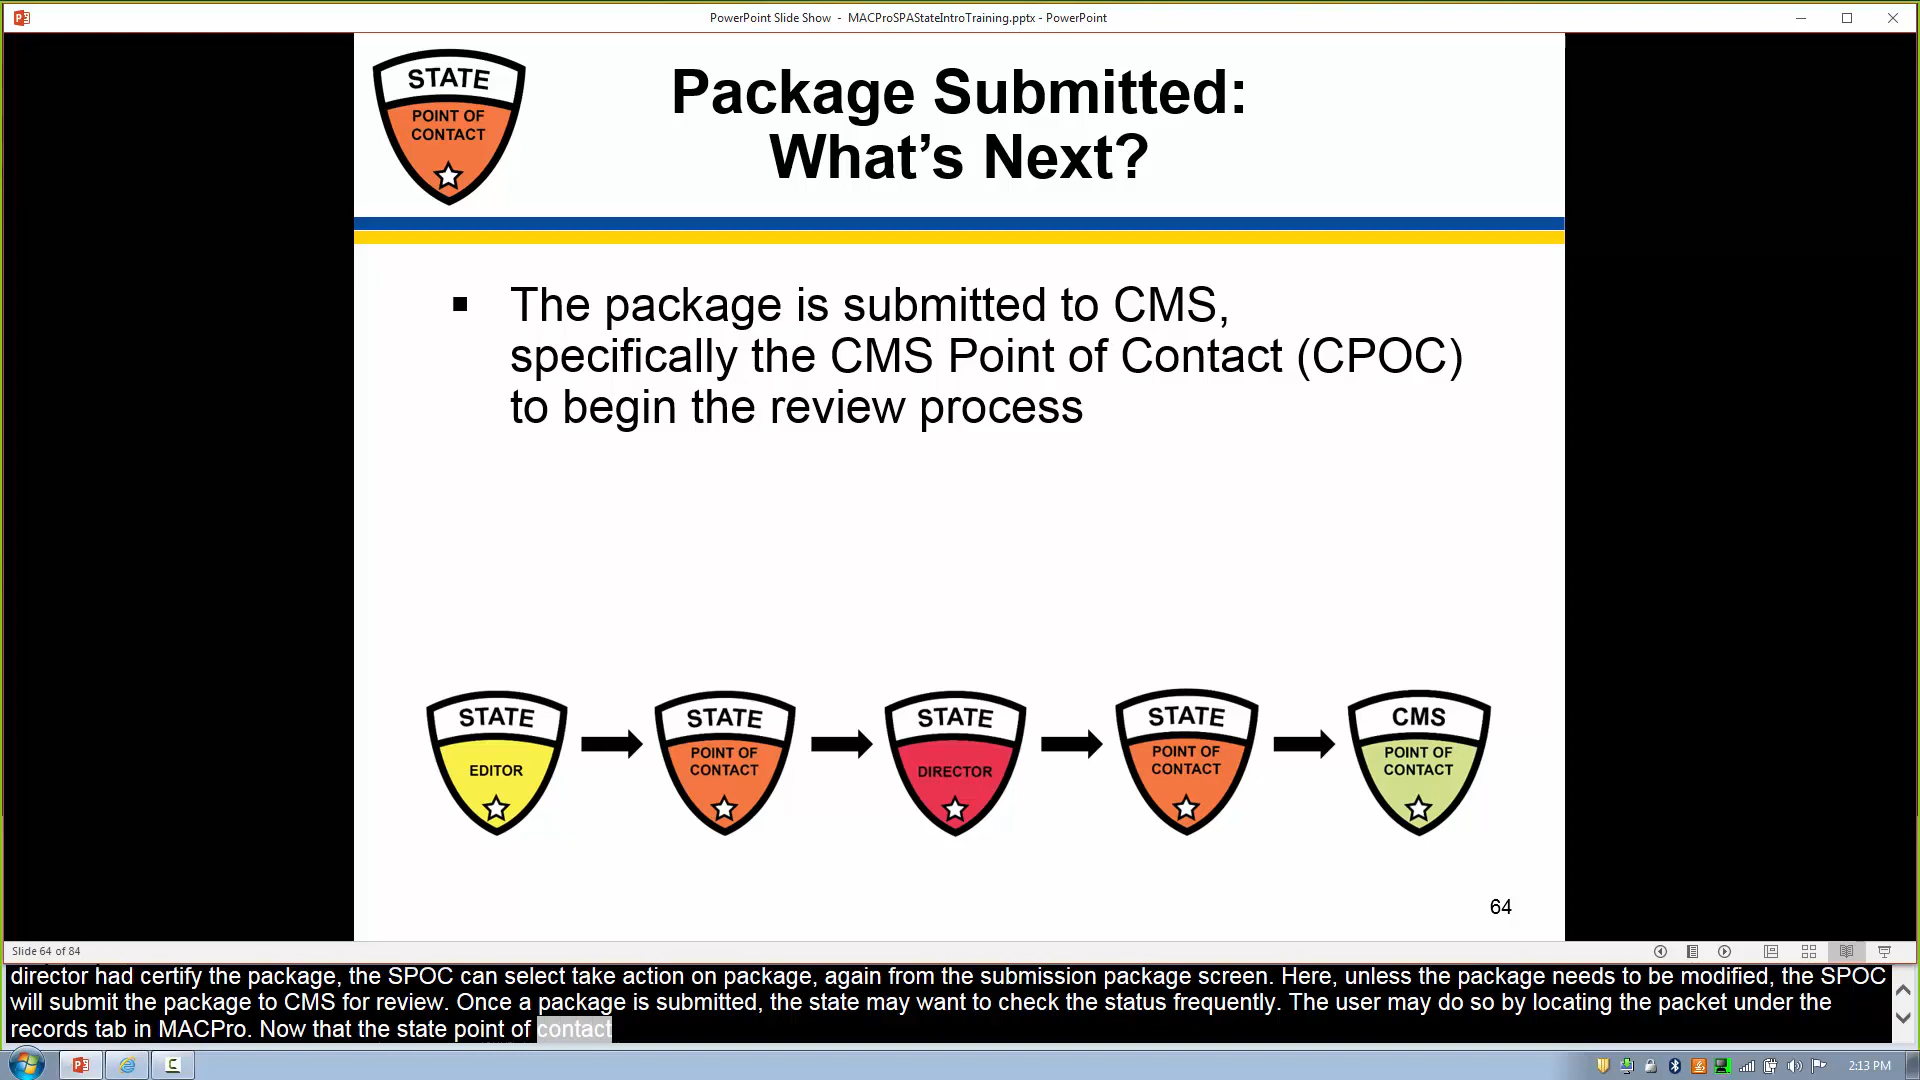 PowerPoint Slide Show - MACProSPAStateIntroTraining.pptx - PowerPoint
STATE
POINT OF
CONTACT
Package Submitted:
What's Next?
▪ The package is submitted to CMS,
specifically the CMS Point of Contact (CPOC)
to begin the review process
STATE
EDITOR
STATE
POINT OF
CONTACT
STATE
DIRECTOR
STATE
POINT OF
CONTACT
CMS
POINT OF
CONTACT
64
Slide 64 of 84
director had certify the package, the SPOC can select take action on package, again from the submission package screen. Here, unless the package needs to be modified, the SPOC
will submit the package to CMS for review. Once a package is submitted, the state may want to check the status frequently. The user may do so by locating the packet under the
records tab in MACPro. Now that the state point of contact
2:13 PM